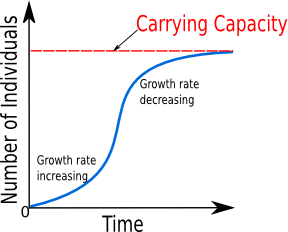 Carrying Capacity
Number of Individuals
Growth rate
decreasing
Growth rate
increasing
0
Time